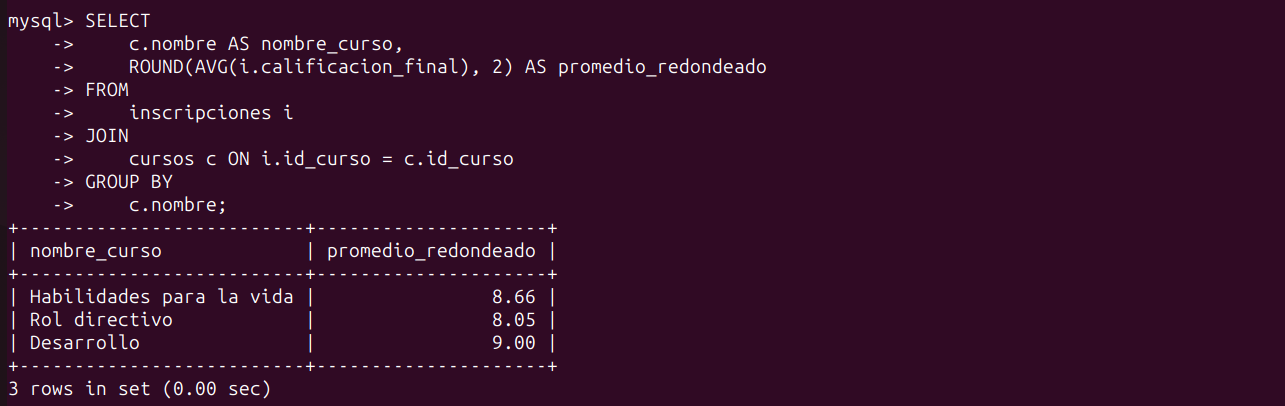 mysql> SELECT
    ->     c.nombre AS nombre_curso,
    ->     ROUND(AVG(i.calificacion_final), 2) AS promedio_redondeado
    -> FROM
    ->     inscripciones i
    -> JOIN
    ->     cursos c ON i.id_curso = c.id_curso
    -> GROUP BY
    ->     c.nombre;
+--------------------------+---------------------+
| nombre_curso             | promedio_redondeado |
+--------------------------+---------------------+
| Habilidades para la vida |                8.66 |
| Rol directivo            |                8.05 |
| Desarrollo               |                9.00 |
+--------------------------+---------------------+
3 rows in set (0.00 sec)